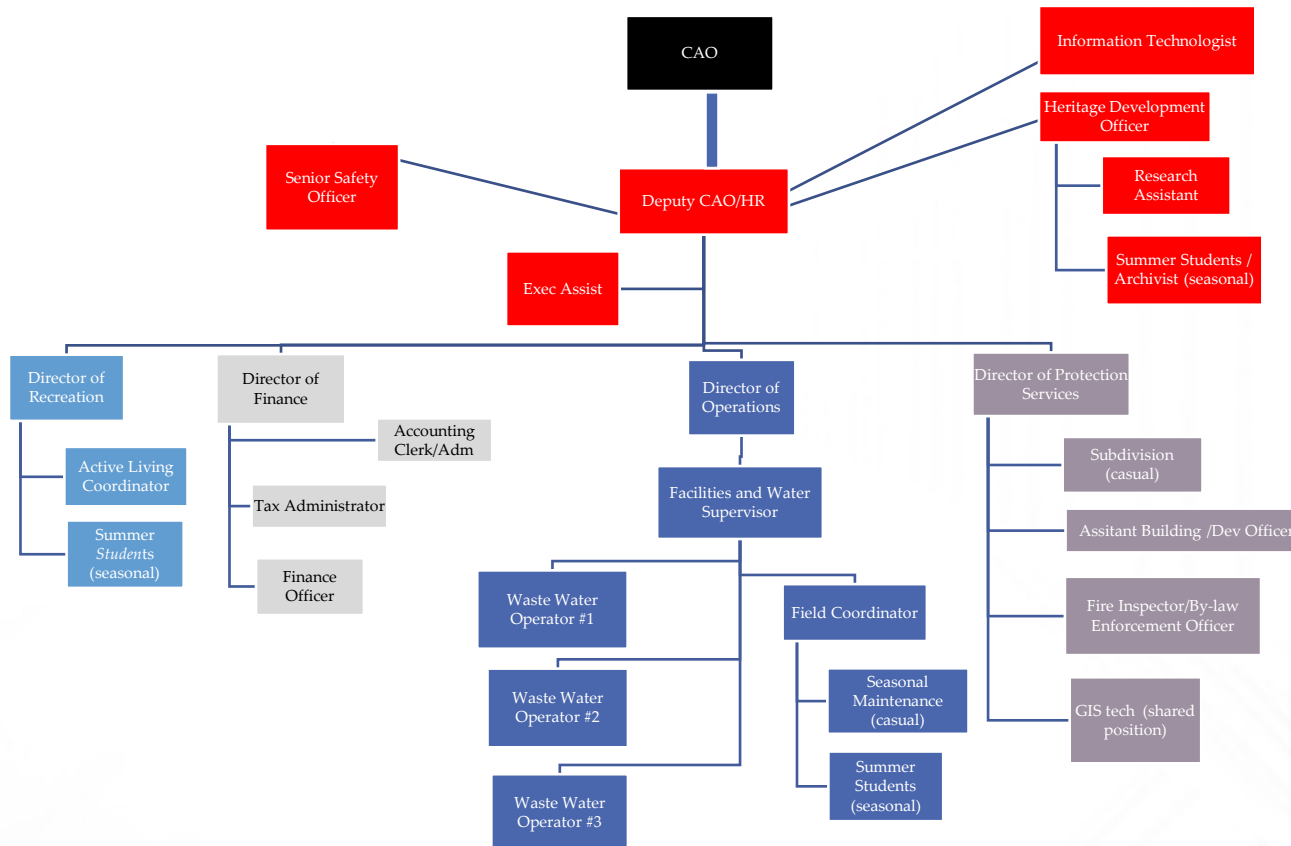 CAO
Information Technologist
Heritage Development
Officer
Senior Safety
Officer
Deputy CAO/HR
Research
Assistant
Exec Assist
Summer Students /
Archivist (seasonal)
Director of
Recreation
Director of
Finance
Director of
Operations
Director of Protection
Services
Accounting
Clerk/Adm
Active Living
Coordinator
Tax Administrator
Summer
Students
(seasonal)
Finance
Officer
Facilities and Water
Supervisor
Subdivision
(casual)
Assitant Building /Dev Officer
Waste Water
Operator #1
Field Coordinator
Fire Inspector/By-law
Enforcement Officer
Waste Water
Operator #2
Seasonal
Maintenance
(casual)
GIS tech (shared
position)
Waste Water
Operator #3
Summer
Students
(seasonal)